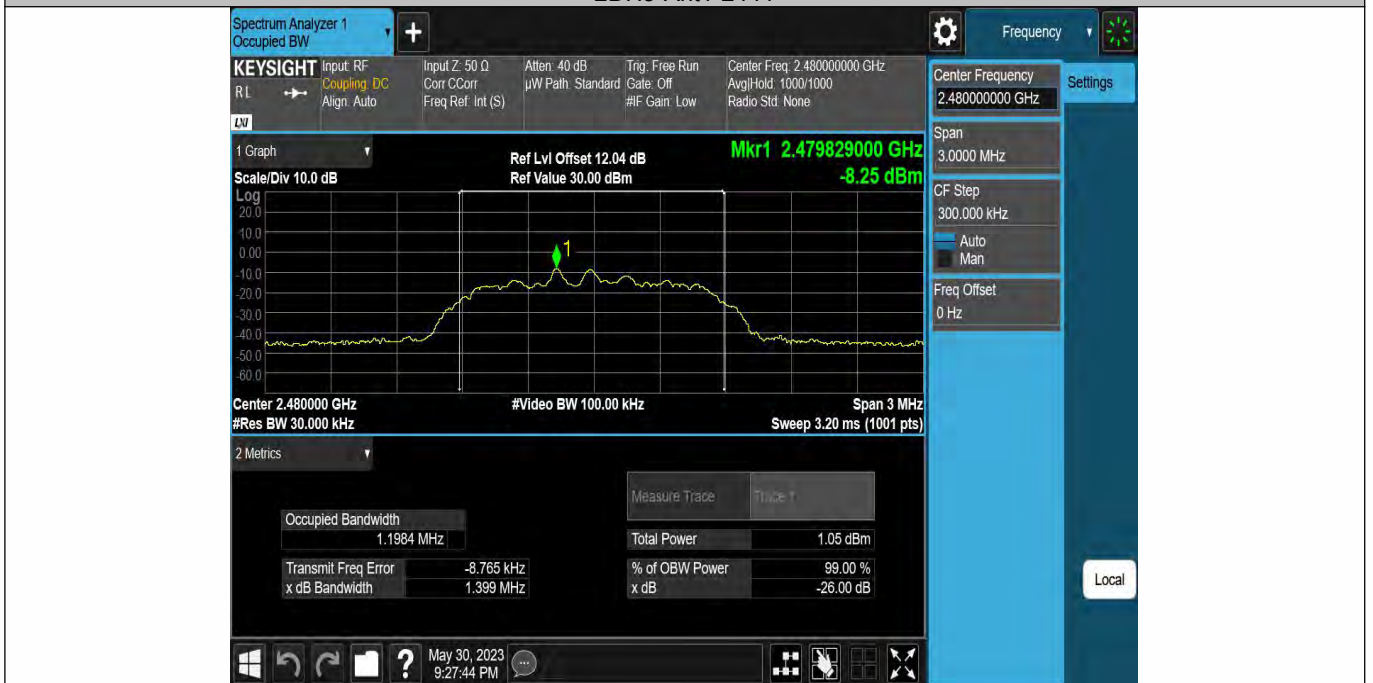 Spectrum Analyzer 1
Occupied BW
Frequency
KEYSIGHT
RL
LXI
Input: RF
Coupling: DC
Align: Auto
Input Z: 50 Ω
Corr CCorr
Freq Ref: Int (S)
Atten: 40 dB
µW Path: Standard
Trig: Free Run
Gate: Off
#IF Gain: Low
Center Freq: 2.480000000 GHz
Avg|Hold: 1000/1000
Radio Std: None
Center Frequency
2.480000000 GHz
Settings
Span
3.0000 MHz
CF Step
300.000 kHz
Auto
Man
Freq Offset
0 Hz
Local
1 Graph
Scale/Div 10.0 dB
Ref Lvl Offset 12.04 dB
Ref Value 30.00 dBm
Mkr1 2.479829000 GHz
-8.25 dBm
Log
20.0
10.0
0.00
-10.0
-20.0
-30.0
-40.0
-50.0
-60.0
1
Center 2.480000 GHz
#Res BW 30.000 kHz
#Video BW 100.00 kHz
Span 3 MHz
Sweep 3.20 ms (1001 pts)
2 Metrics
Measure Trace
Trace 1
Occupied Bandwidth
1.1984 MHz
Total Power 1.05 dBm
Transmit Freq Error -8.765 kHz
% of OBW Power 99.00 %
x dB Bandwidth 1.399 MHz
x dB -26.00 dB
May 30, 2023
9:27:44 PM